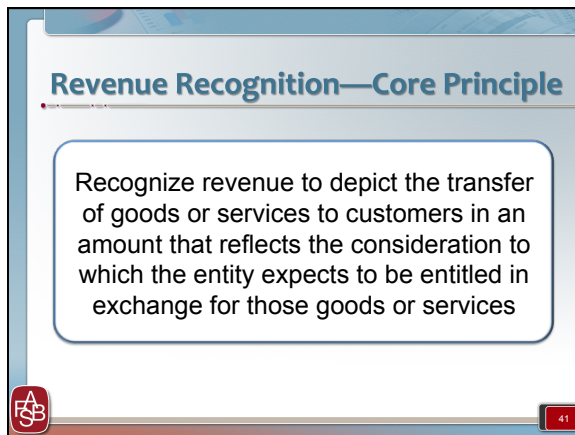 Revenue Recognition—Core Principle
Recognize revenue to depict the transfer
of goods or services to customers in an
amount that reflects the consideration to
which the entity expects to be entitled in
exchange for those goods or services
FASB
41